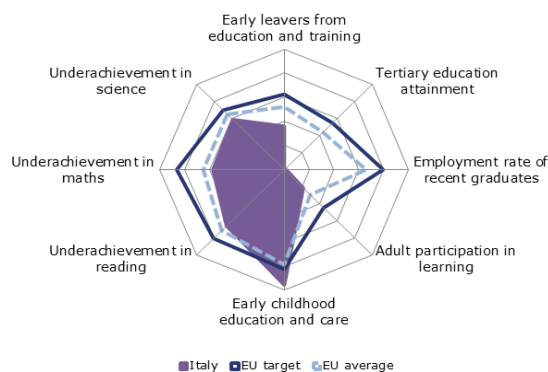 Early leavers from
education and training
Tertiary education
attainment
Employment rate of
recent graduates
Adult participation in
learning
Early childhood
education and care
Underachievement in
reading
Underachievement in
maths
Underachievement in
science
Italy EU target EU average